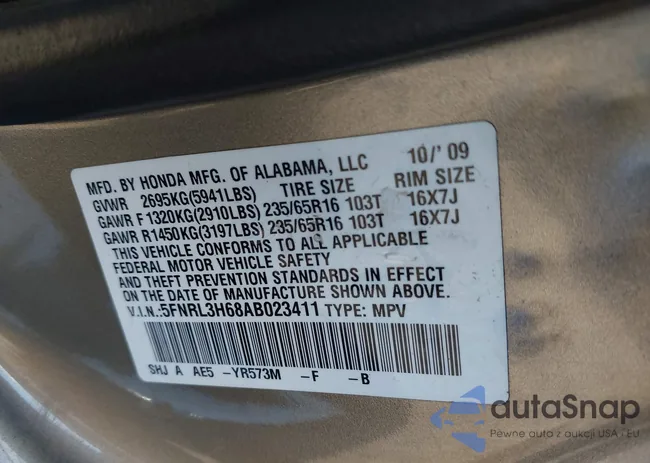 MFD. BY HONDA MFG. OF ALABAMA, LLC 10/' 09
GVWR 2695KG(5941LBS) TIRE SIZE RIM SIZE
GAWR F1320KG(2910LBS) 235/65R16 103T 16X7J
GAWR R1450KG(3197LBS) 235/65R16 103T 16X7J
THIS VEHICLE CONFORMS TO ALL APPLICABLE
FEDERAL MOTOR VEHICLE SAFETY
AND THEFT PREVENTION STANDARDS IN EFFECT
ON THE DATE OF MANUFACTURE SHOWN ABOVE.
V.I.N.:5FNRL3H68AB023411 TYPE: MPV
SHJ A AE5 -YR573M -F -B
autaSnap
Pewne auta z aukcji USA i EU